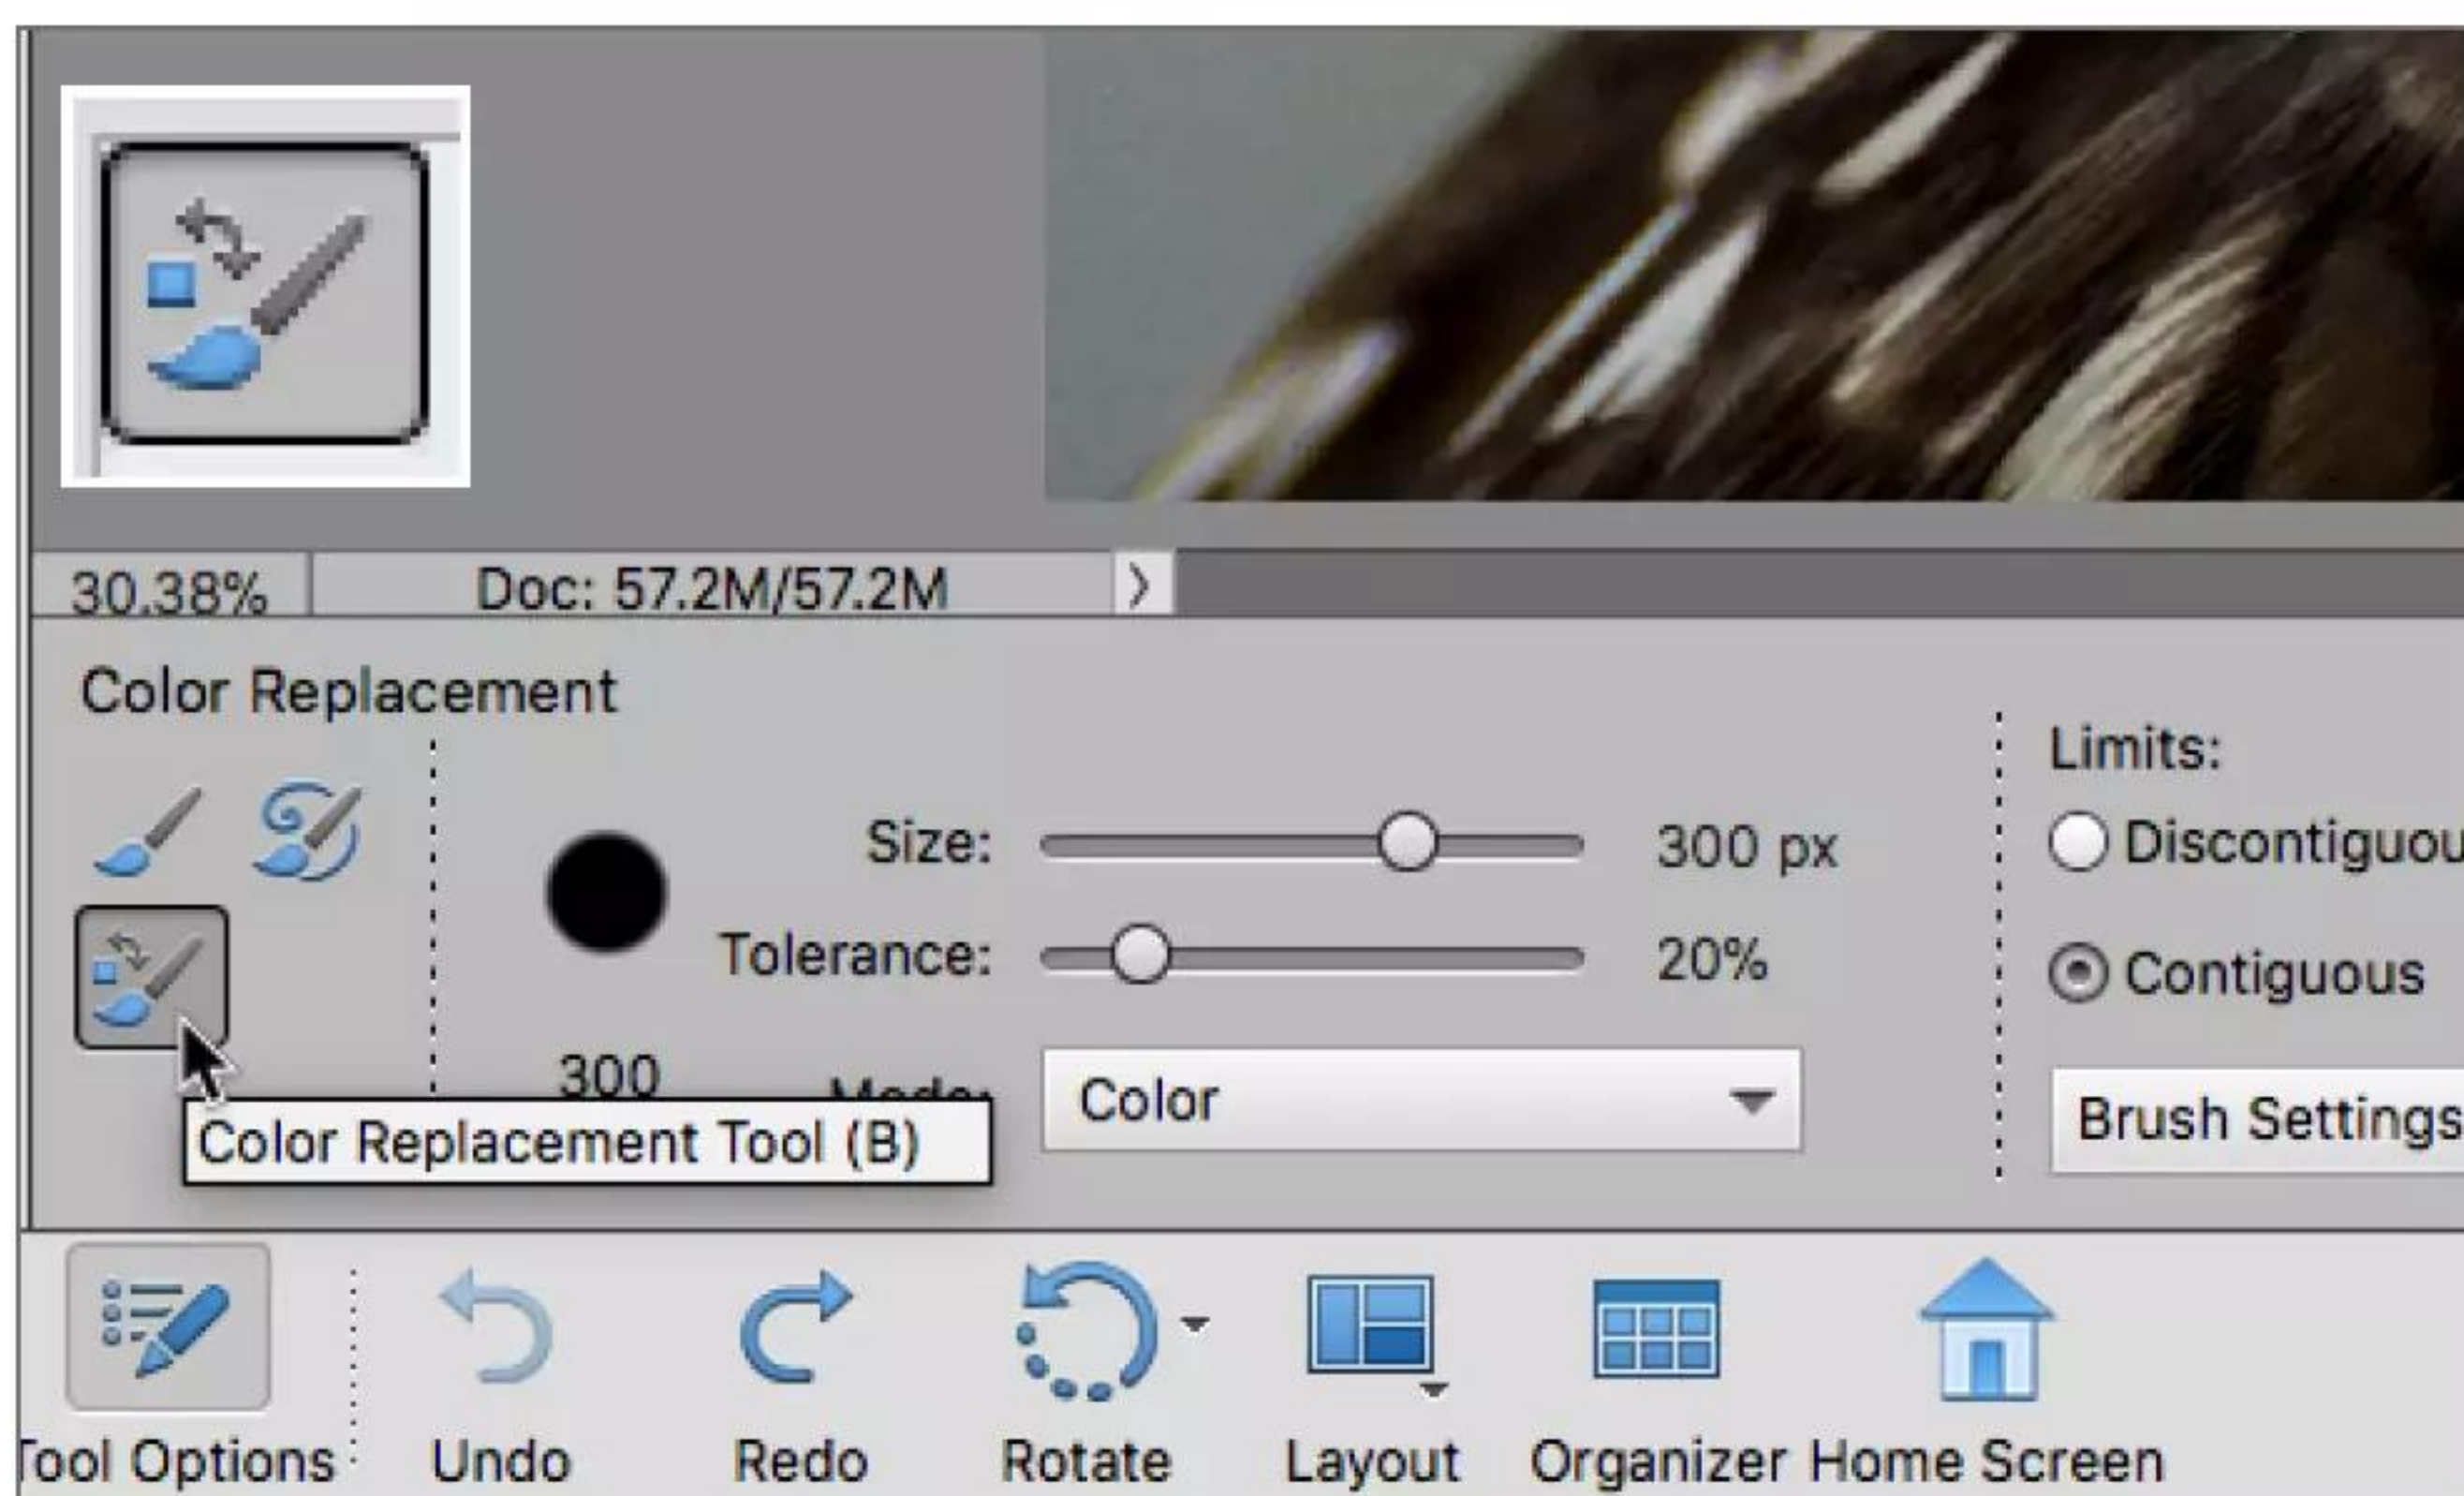 30.38%
Doc: 57.2M/57.2M
Color Replacement
Limits:
Size:
300 px
Discontiguou
Tolerance:
20%
Contiguous
300
Mode:
Color
Brush Settings
Color Replacement Tool (B)
Tool Options
Undo
Redo
Rotate
Layout
Organizer
Home Screen